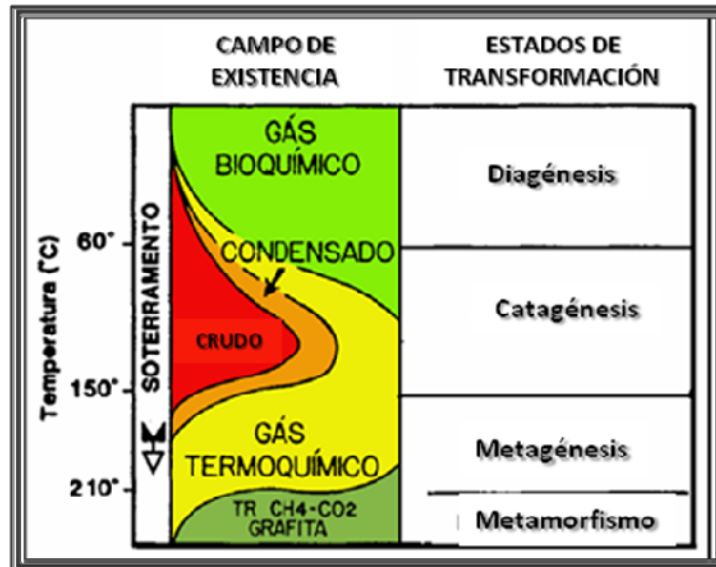 CAMPO DE
EXISTENCIA
ESTADOS DE
TRANSFORMACIÓN
Temperatura (°C)
60°
150°
210°
SOTERRAMENTO
GÁS
BIOQUÍMICO
CONDENSADO
CRUDO
GÁS
TERMOQUÍMICO
TR CH4-CO2
GRAFITA
Diagénesis
Catagénesis
Metagénesis
Metamorfismo